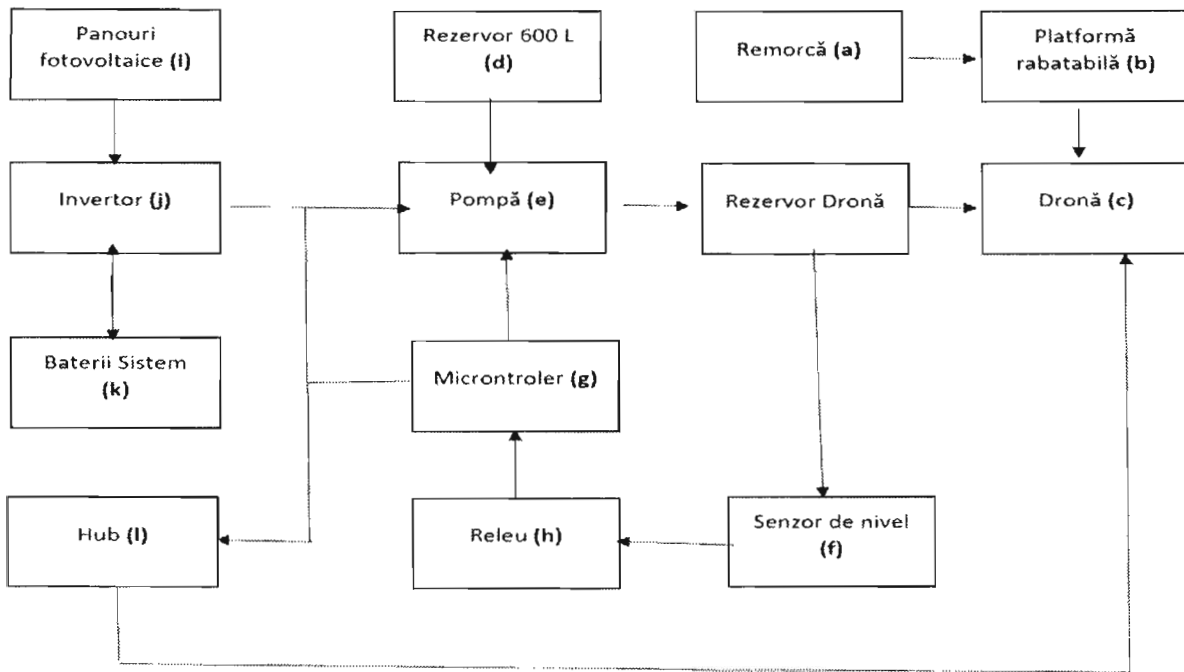 Panouri
fotovoltaice (i)
Rezervor 600 L
(d)
Remorcă (a)
Platformă
rabatabilă (b)
Invertor (j)
Pompă (e)
Rezervor Dronă
Dronă (c)
Baterii Sistem
(k)
Microntroler (g)
Hub (l)
Releu (h)
Senzor de nivel
(f)